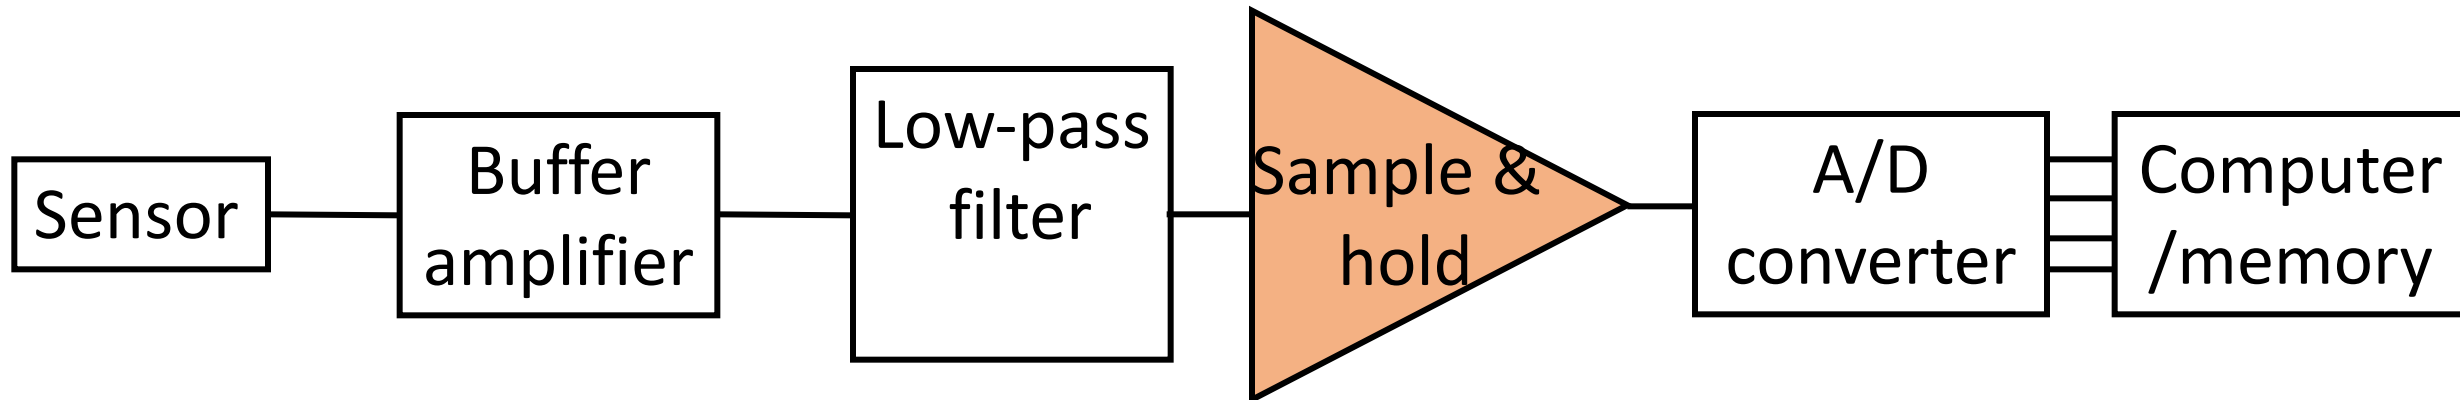 Sensor
Buffer
amplifier
Low-pass
filter
Sample &
hold
A/D
converter
Computer
/memory